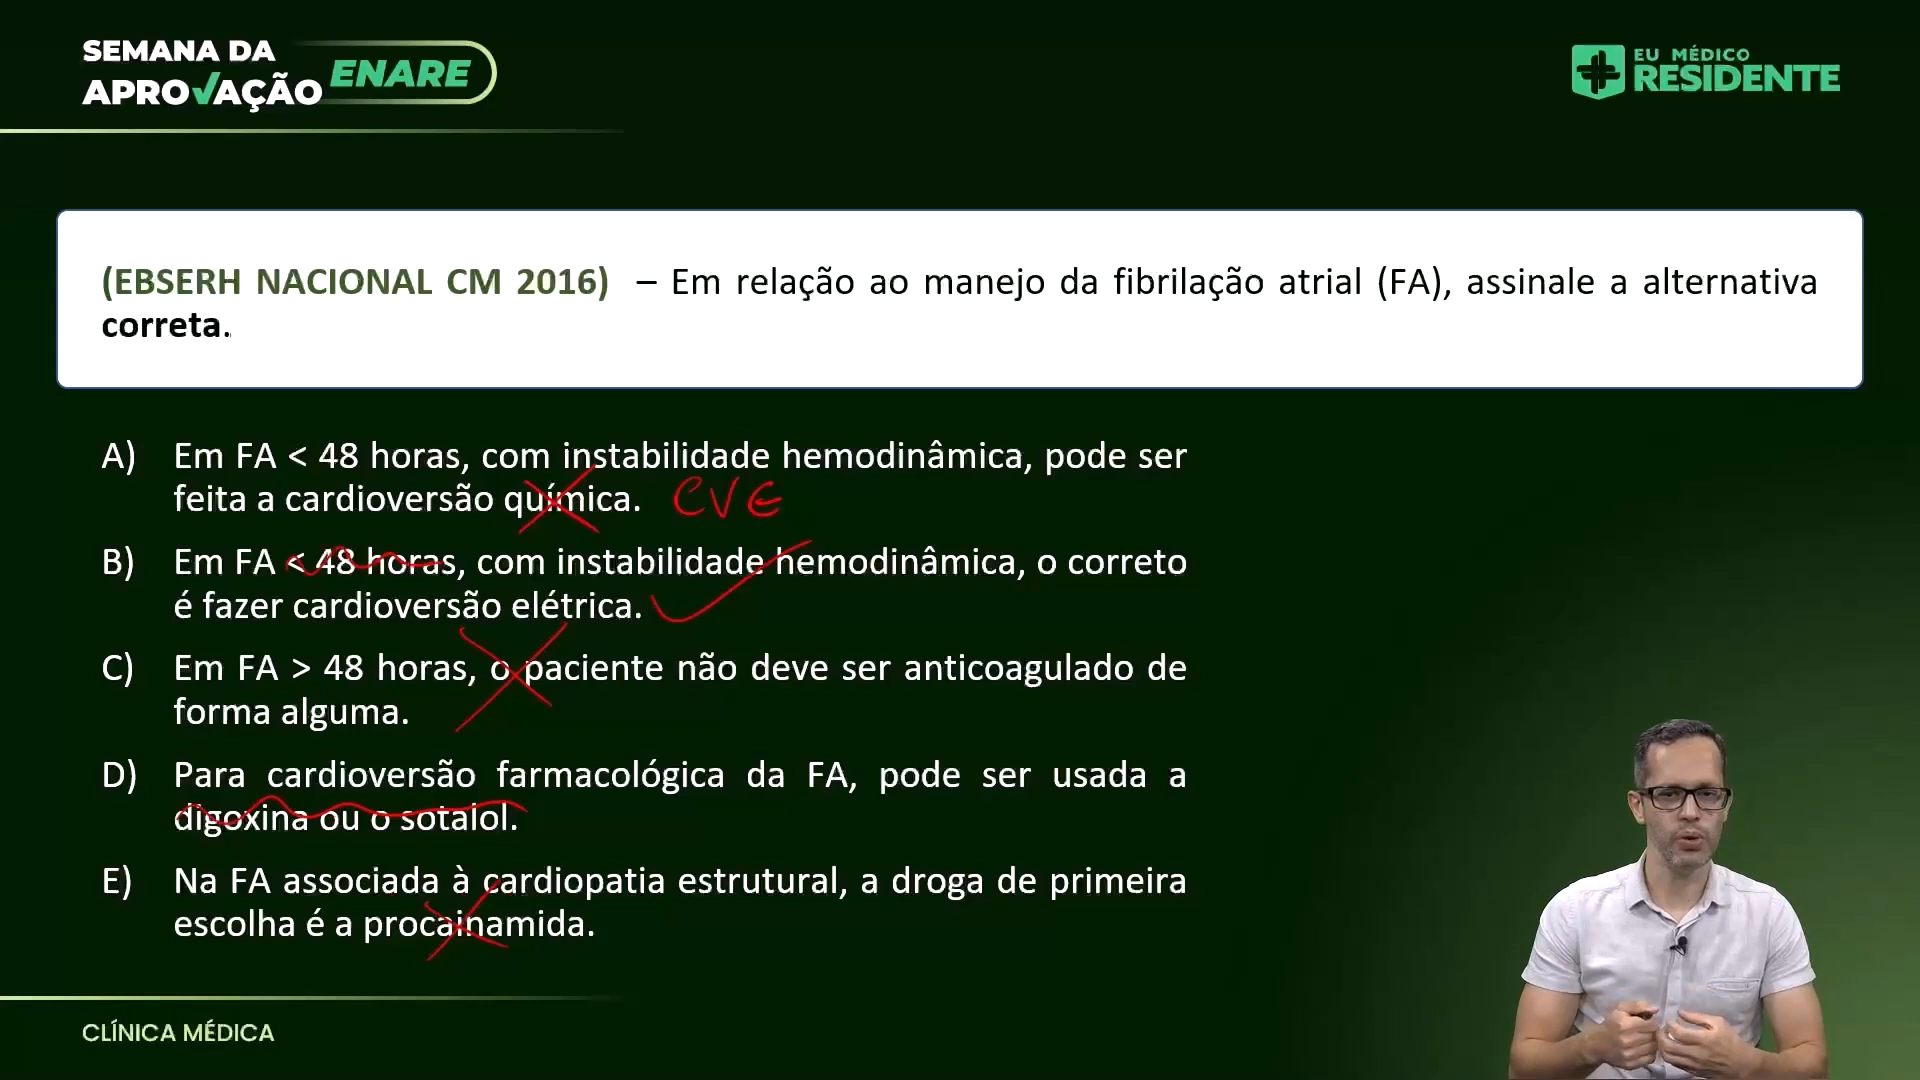 SEMANA DA
APROVAÇÃO ENARE
EU MÉDICO
RESIDENTE
(EBSERH NACIONAL CM 2016) – Em relação ao manejo da fibrilação atrial (FA), assinale a alternativa
correta.
A) Em FA < 48 horas, com instabilidade hemodinâmica, pode ser
feita a cardioversão química. CVE
B) Em FA < 48 horas, com instabilidade hemodinâmica, o correto
é fazer cardioversão elétrica.
C) Em FA > 48 horas, o paciente não deve ser anticoagulado de
forma alguma.
D) Para cardioversão farmacológica da FA, pode ser usada a
digoxina ou o sotalol.
E) Na FA associada à cardiopatia estrutural, a droga de primeira
escolha é a procainamida.
CLÍNICA MÉDICA